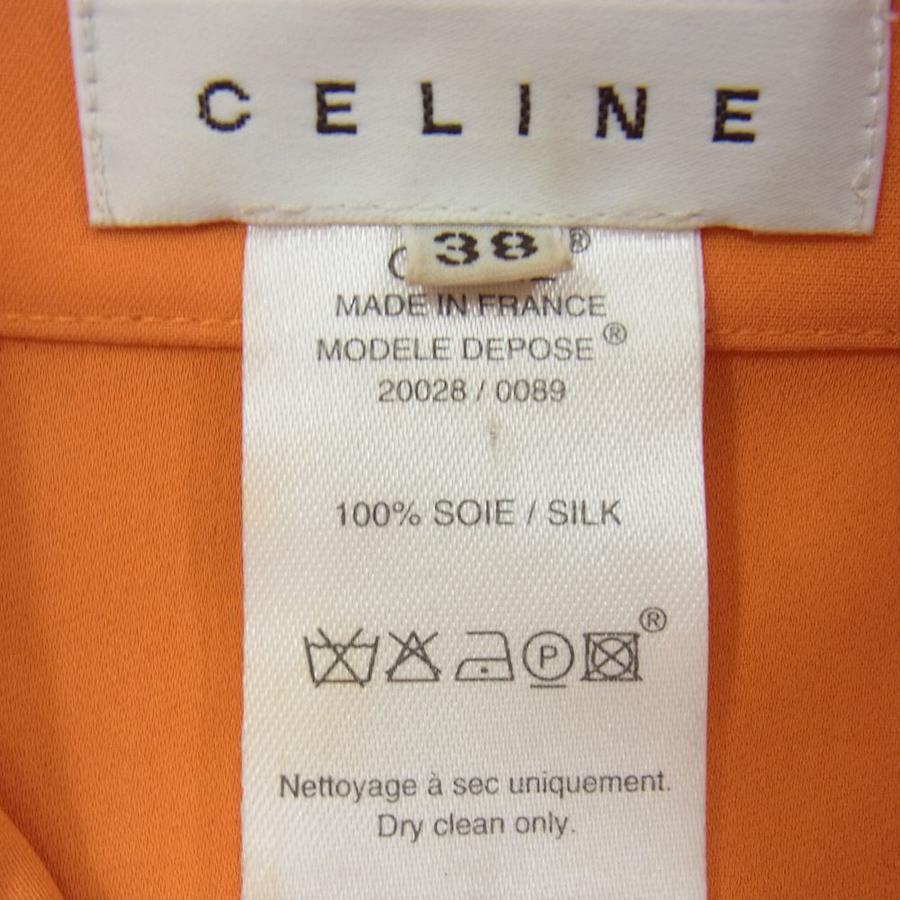 CELINE
38
®
MADE IN FRANCE
MODELE DEPOSE ®
20028 / 0089
100% SOIE / SILK
P
®
Nettoyage à sec uniquement.
Dry clean only.